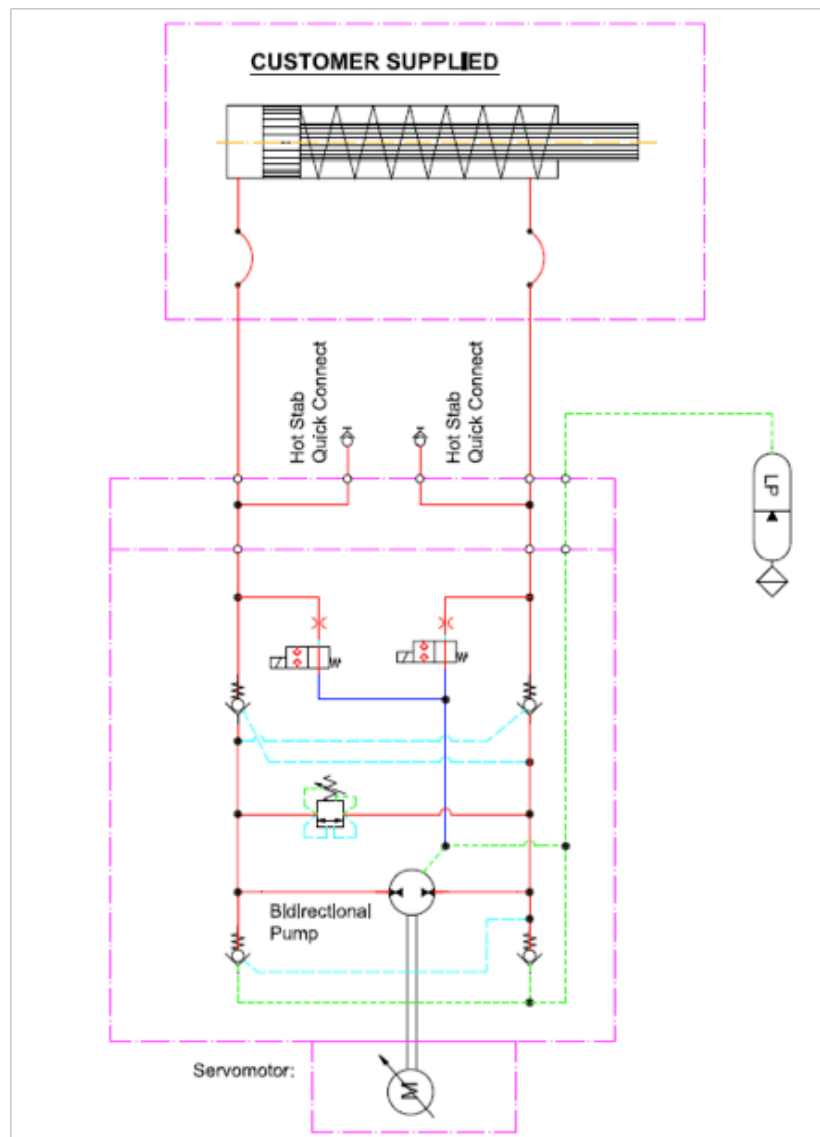 CUSTOMER SUPPLIED
Hot Stab
Quick Connect
Hot Stab
Quick Connect
LP
Bidirectional
Pump
Servomotor:
M